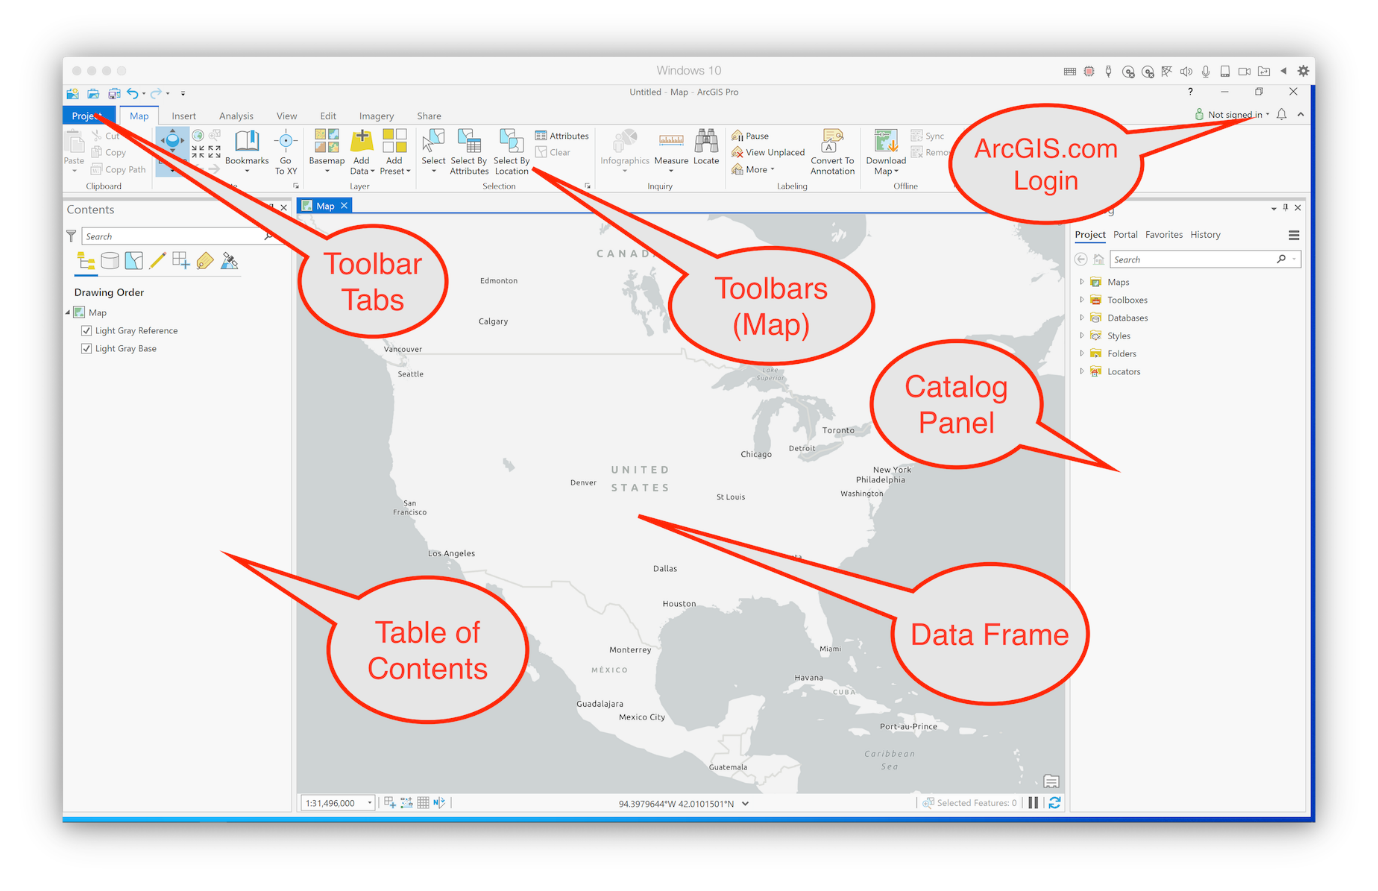 Windows 10
Untitled - Map - ArcGIS Pro
?
Project Map Insert Analysis View Edit Imagery Share
Not signed in
Cut
Copy
Copy Path
Paste
Clipboard
Bookmarks
Go
To XY
Basemap
Add
Data
Add
Preset
Layer
Select
Select By
Attributes
Select By
Location
Attributes
Clear
Selection
Infographics
Measure
Locate
Inquiry
Pause
View Unplaced
More
Convert To
Annotation
Labeling
Download
Map
Sync
Offline
ArcGIS.com
Login
Contents
Search
Drawing Order
Map
Light Gray Reference
Light Gray Base
Map
Toolbar
Tabs
Toolbars
(Map)
Catalog
Panel
Table of
Contents
Data Frame
Edmonton
Calgary
Vancouver
Seattle
Lake
Superior
Toronto
Detroit
Chicago
New York
Philadelphia
Washington
UNITED
STATES
Denver
St Louis
San
Francisco
Los Angeles
Dallas
Houston
Monterrey
MÉXICO
Miami
Havana
CUBA
Guadalajara
Mexico City
Port-au-Prince
Caribbean
Sea
Guatemala
1:31,496,000
94.3979644°W 42.0101501°N
Selected Features: 0
Project Portal Favorites History
Search
Maps
Toolboxes
Databases
Styles
Folders
Locators